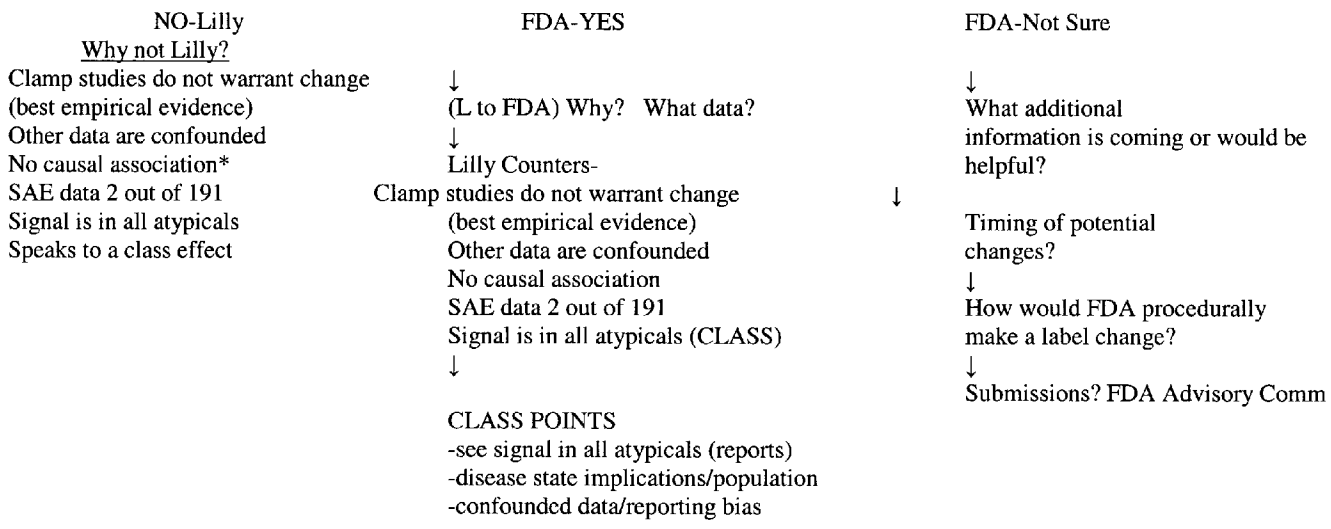 NO-Lilly
Why not Lilly?
Clamp studies do not warrant change
(best empirical evidence)
Other data are confounded
No causal association*
SAE data 2 out of 191
Signal is in all atypicals
Speaks to a class effect
FDA-YES
↓
(L to FDA) Why?   What data?
↓
Lilly Counters-
Clamp studies do not warrant change
(best empirical evidence)
Other data are confounded
No causal association
SAE data 2 out of 191
Signal is in all atypicals (CLASS)
↓
CLASS POINTS
-see signal in all atypicals (reports)
-disease state implications/population
-confounded data/reporting bias
FDA-Not Sure
↓
What additional
information is coming or would be
helpful?
↓
Timing of potential
changes?
↓
How would FDA procedurally
make a label change?
↓
Submissions? FDA Advisory Comm